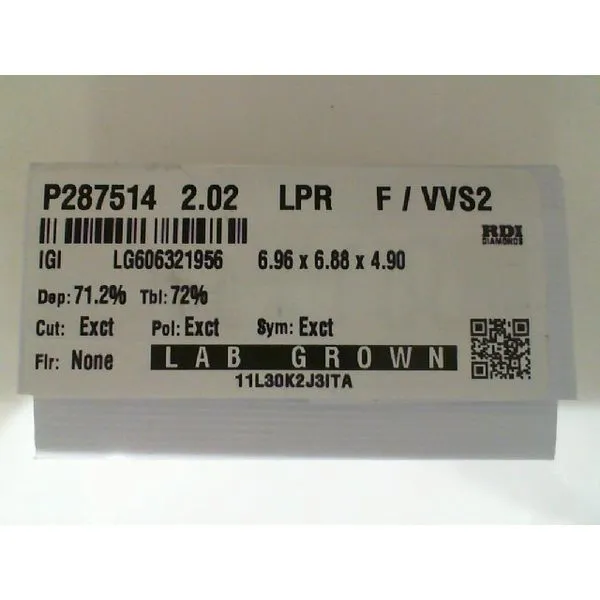 P287514 2.02 LPR F / VVS2
RDI
DIAMONDS
IGI LG606321956 6.96 x 6.88 x 4.90
Dep: 71.2% Tbl: 72%
Cut: Exct Pol: Exct Sym: Exct
Flr: None LAB GROWN
11L30K2J3ITA